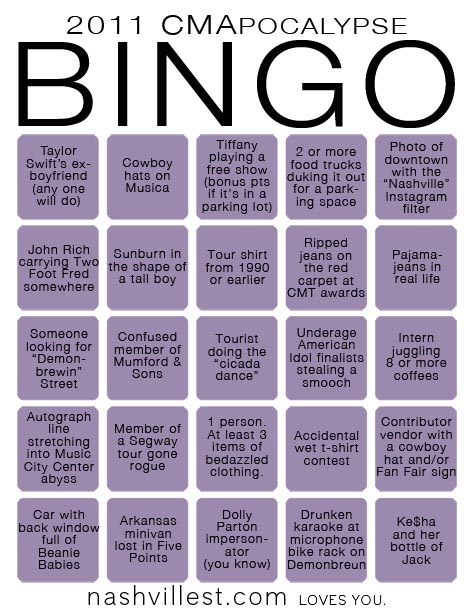 2011 CMAPOCALYPSE
BINGO
Taylor
Swift's ex-
boyfriend
(any one
will do)
Cowboy
hats on
Musica
Tiffany
playing a
free show
(bonus pts
if it's in a
parking lot)
2 or more
food trucks
duking it out
for a park-
ing space
Photo of
downtown
with the
"Nashville"
Instagram
filter
John Rich
carrying Two
Foot Fred
somewhere
Sunburn in
the shape of
a tall boy
Tour shirt
from 1990
or earlier
Ripped
jeans on
the red
carpet at
CMT awards
Pajama-
jeans in
real life
Someone
looking for
"Demon-
brewin"
Street
Confused
member of
Mumford &
Sons
Tourist
doing the
"cicada
dance"
Underage
American
Idol finalists
stealing a
smooch
Intern
juggling
8 or more
coffees
Autograph
line
stretching
into Music
City Center
abyss
Member of
a Segway
tour gone
rogue
1 person.
At least 3
items of
bedazzled
clothing.
Accidental
wet t-shirt
contest
Contributor
vendor with
a cowboy
hat and/or
Fan Fair sign
Car with
back window
full of
Beanie
Babies
Arkansas
minivan
lost in Five
Points
Dolly
Parton
imperson-
ator
(you know)
Drunken
karaoke at
microphone
bike rack on
Demonbreun
Ke$ha
and her
bottle of
Jack
nashvillest.com LOVES YOU.